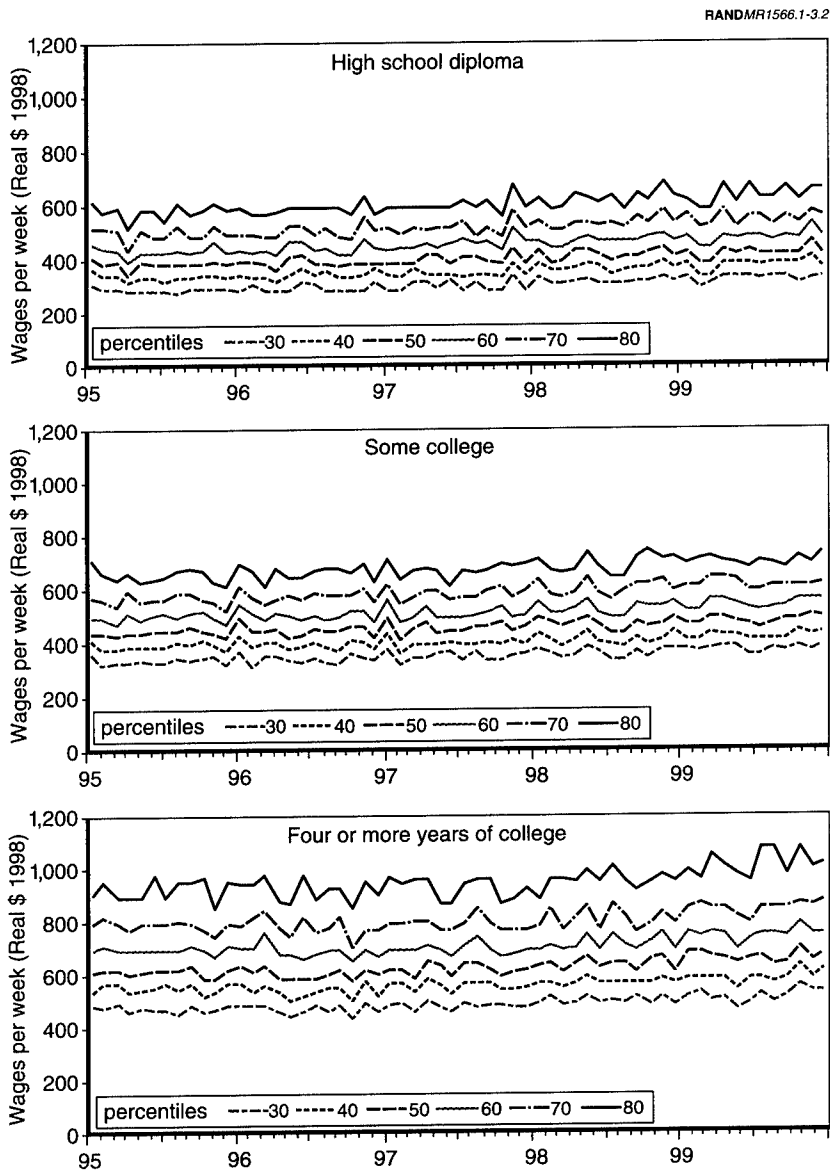 RANDMR1566.1-3.2
High school diploma
Wages per week (Real $ 1998)
1,200
1,000
800
600
400
200
0
percentiles 30 40 50 60 70 80
95 96 97 98 99
Some college
Wages per week (Real $ 1998)
1,200
1,000
800
600
400
200
0
percentiles 30 40 50 60 70 80
95 96 97 98 99
Four or more years of college
Wages per week (Real $ 1998)
1,200
1,000
800
600
400
200
0
percentiles 30 40 50 60 70 80
95 96 97 98 99